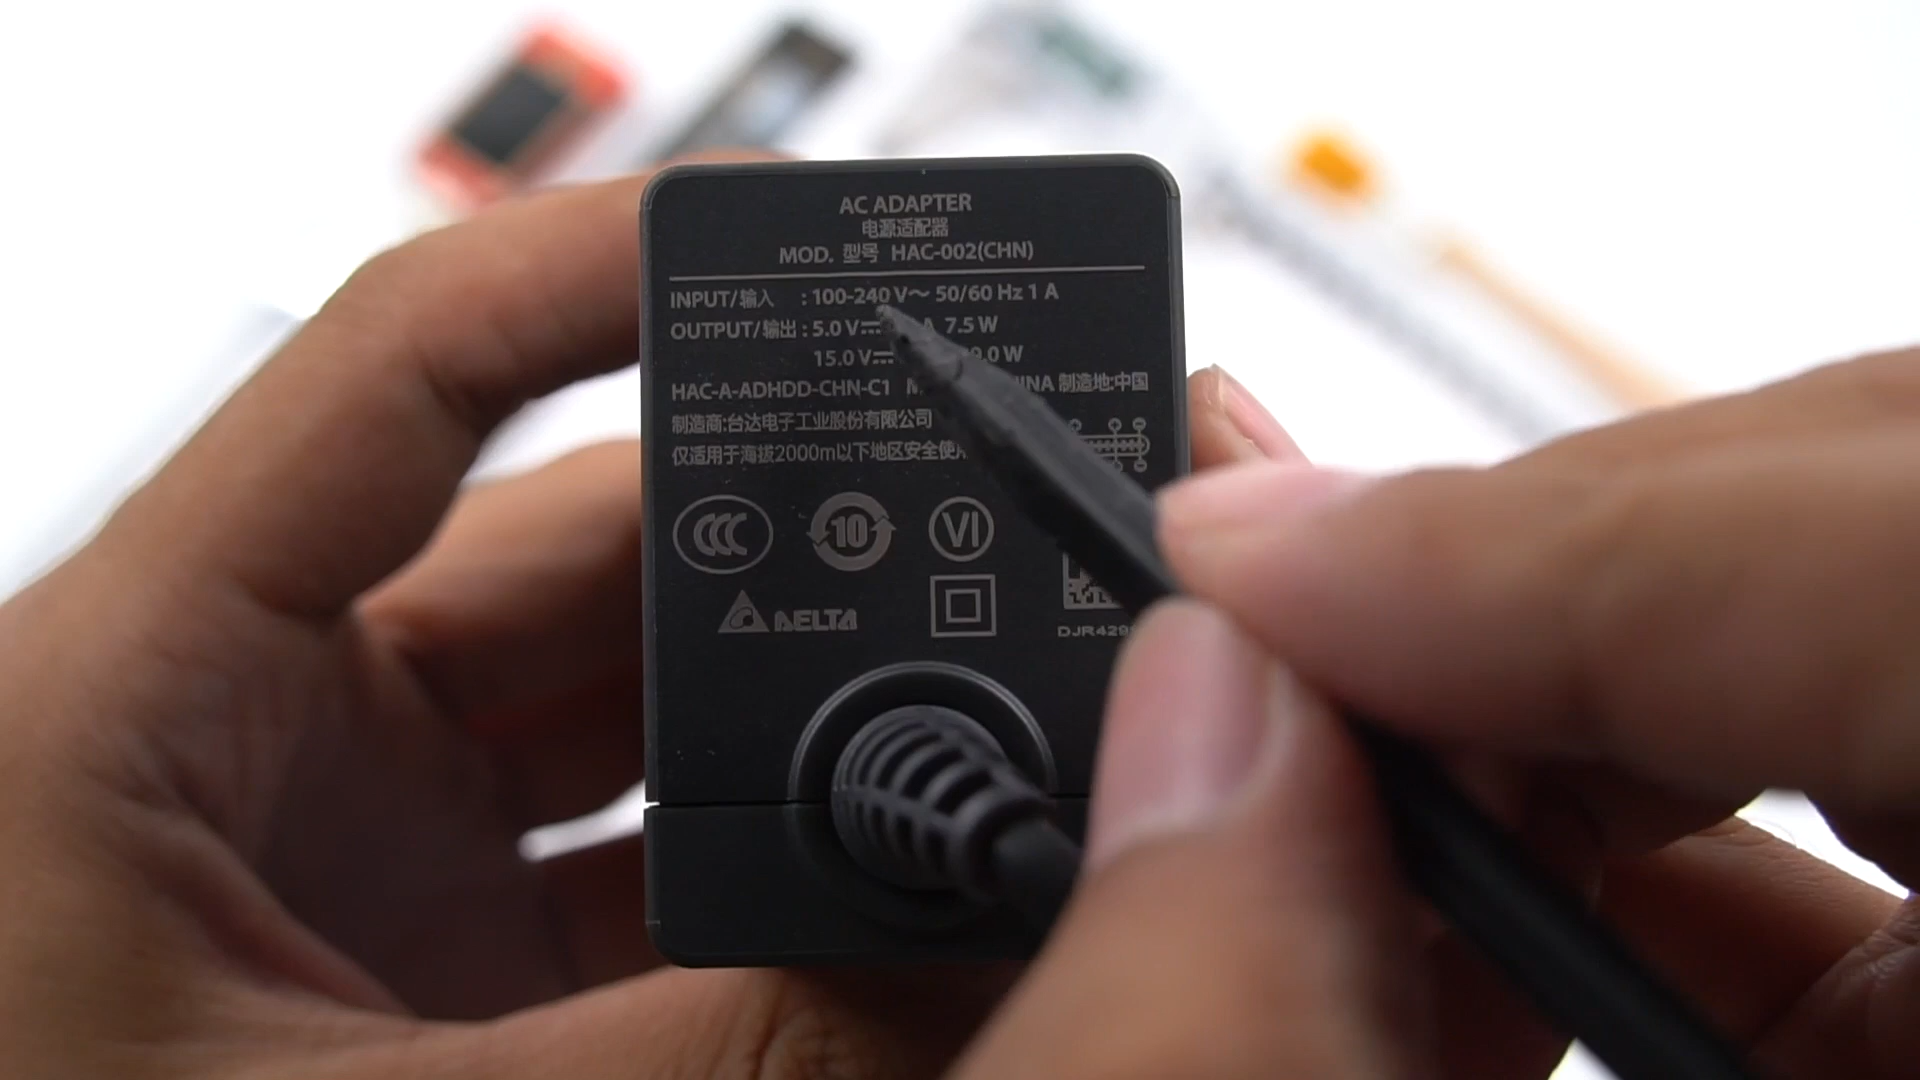 AC ADAPTER
电源适配器
MOD. 型号 HAC-002(CHN)
INPUT/输入 : 100-240 V～ 50/60 Hz 1 A
OUTPUT/输出 : 5.0 V⎓ A 7.5 W
15.0 V⎓ W
HAC-A-ADHDD-CHN-C1 制造地:中国
制造商:台达电子工业股份有限公司
仅适用于海拔2000m以下地区安全使
CCC 10 VI
DELTA